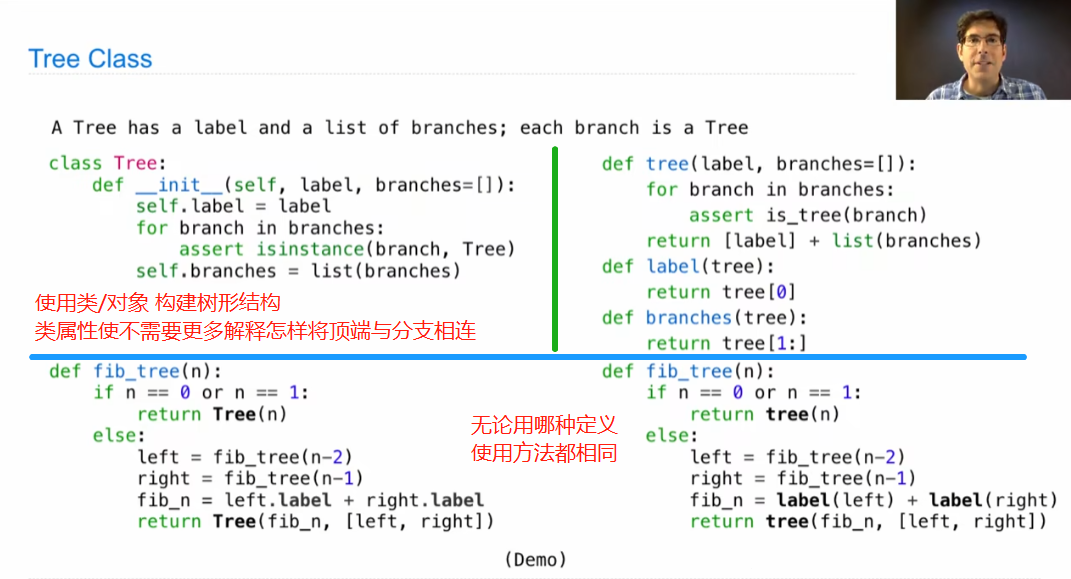 Tree Class
A Tree has a label and a list of branches; each branch is a Tree
class Tree:
    def __init__(self, label, branches=[]):
        self.label = label
        for branch in branches:
            assert isinstance(branch, Tree)
        self.branches = list(branches)
使用类/对象 构建树形结构
类属性使不需要更多解释怎样将顶端与分支相连
def tree(label, branches=[]):
    for branch in branches:
        assert is_tree(branch)
    return [label] + list(branches)
def label(tree):
    return tree[0]
def branches(tree):
    return tree[1:]
def fib_tree(n):
    if n == 0 or n == 1:
        return Tree(n)
    else:
        left = fib_tree(n-2)
        right = fib_tree(n-1)
        fib_n = left.label + right.label
        return Tree(fib_n, [left, right])
无论用哪种定义
使用方法都相同
def fib_tree(n):
    if n == 0 or n == 1:
        return tree(n)
    else:
        left = fib_tree(n-2)
        right = fib_tree(n-1)
        fib_n = label(left) + label(right)
        return tree(fib_n, [left, right])
(Demo)